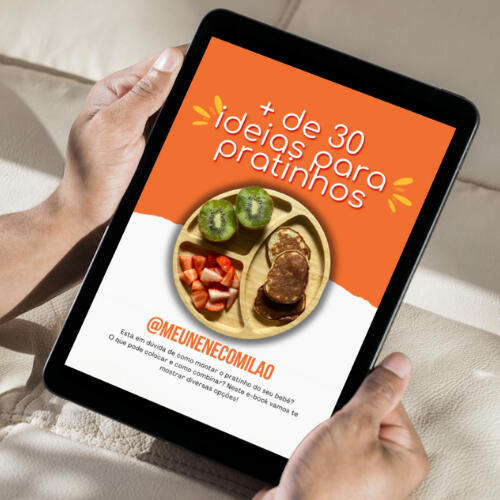 + de 30
ideias para
pratinhos
@MEUNENECOMILAO
Está em dúvida de como montar o pratinho do seu bebê?
O que pode colocar e como combinar? Neste e-book vamos te
mostrar diversas opções!